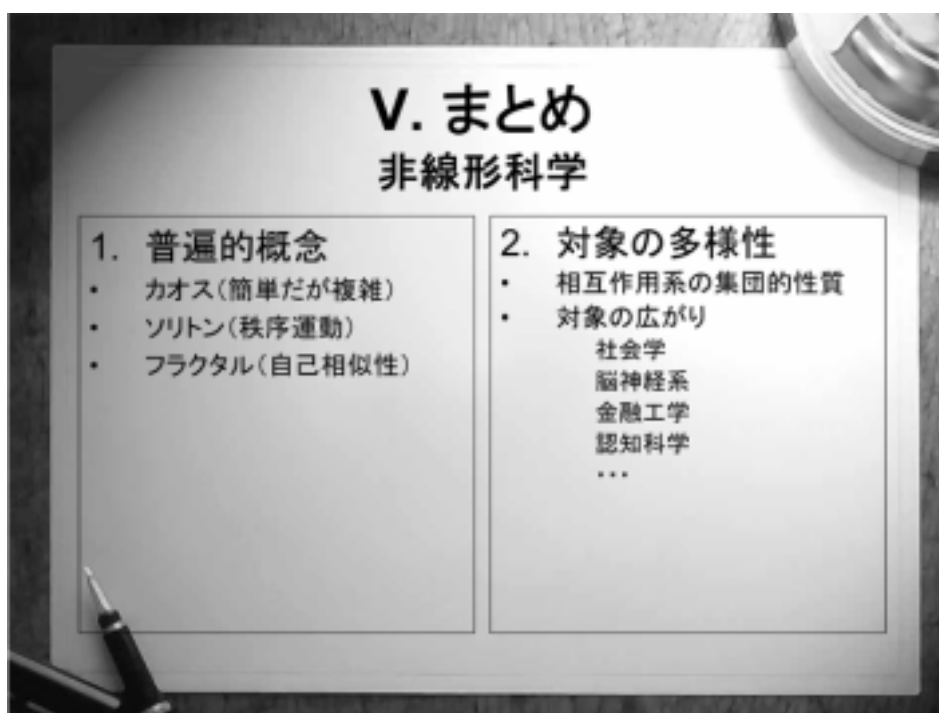 V. まとめ
非線形科学
1. 普遍的概念
• カオス(簡単だが複雑)
• ソリトン(秩序運動)
• フラクタル(自己相似性)
2. 対象の多様性
• 相互作用系の集団的性質
• 対象の広がり
社会学
脳神経系
金融工学
認知科学
・・・